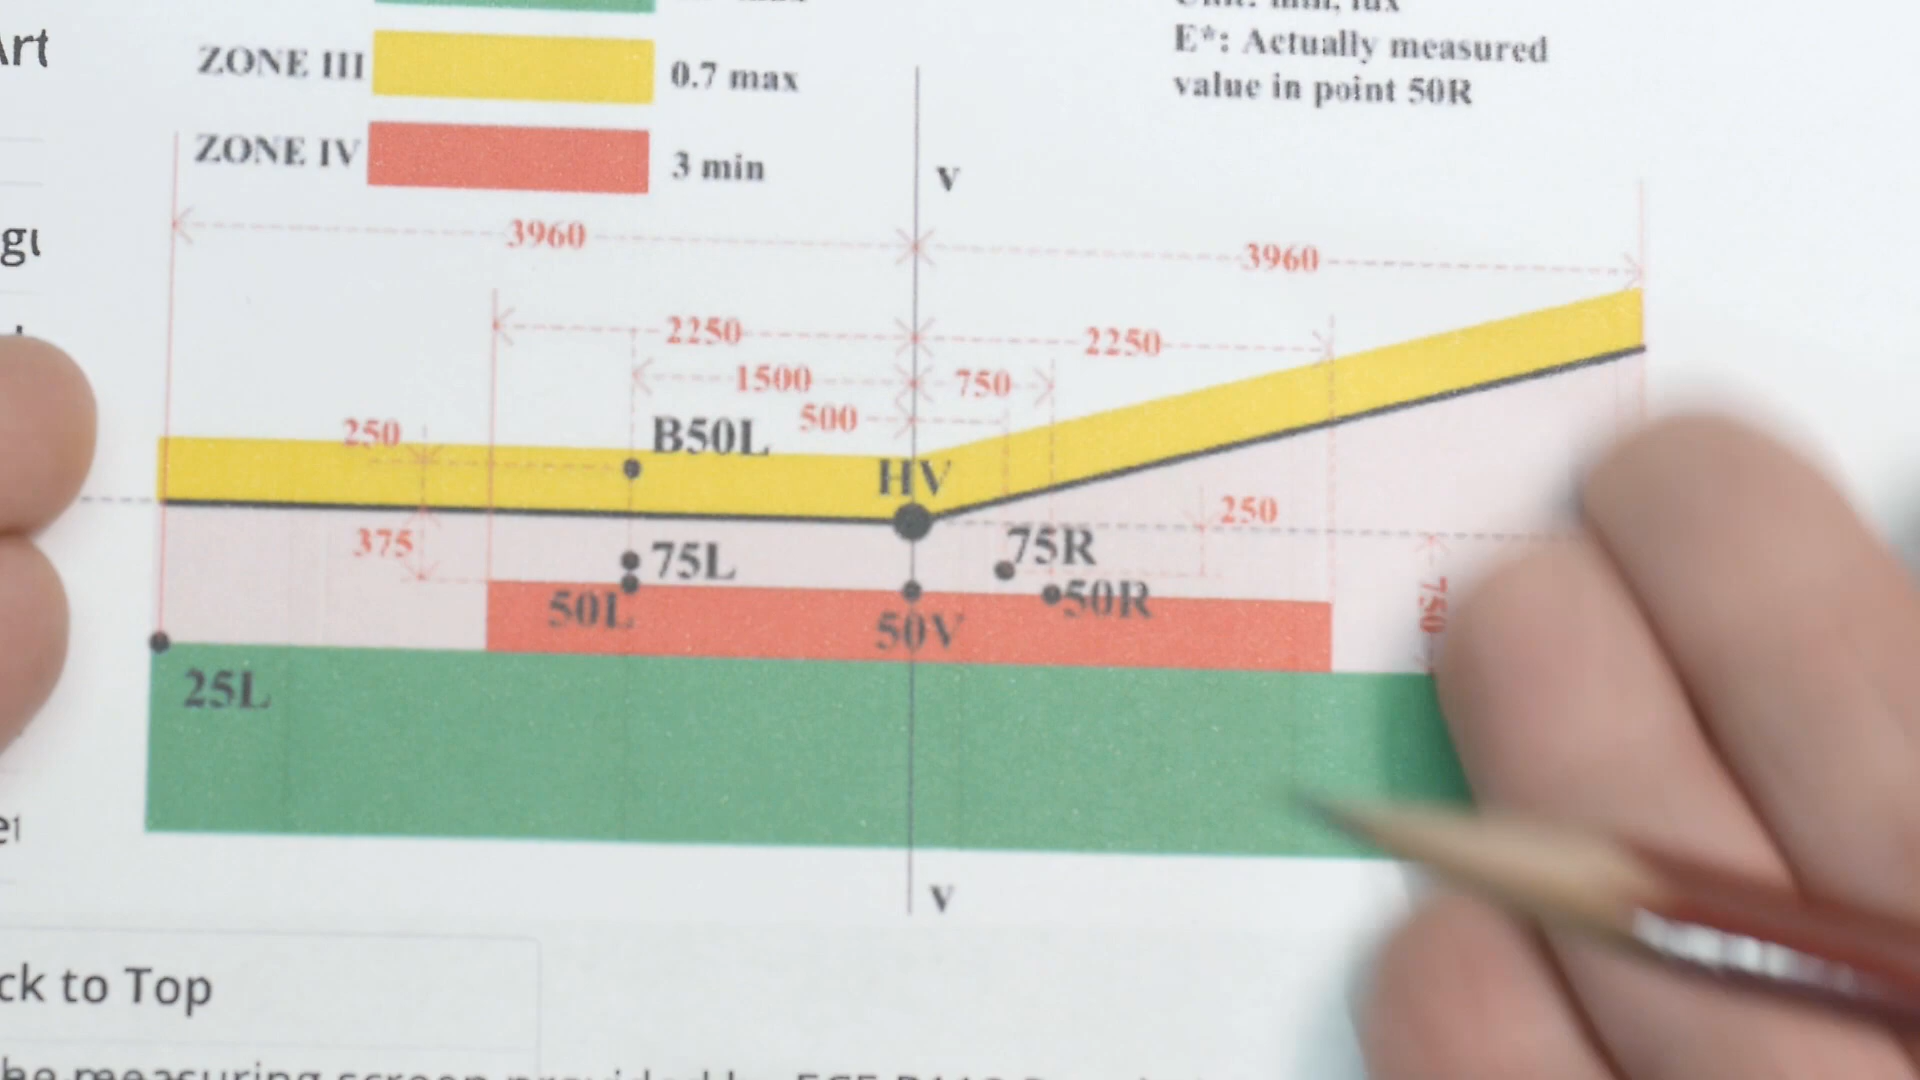 E*: Actually measured
value in point 50R
ZONE III
0.7 max
ZONE IV
3 min
V
3960
3960
2250
2250
1500
750
500
250
B50L
HV
375
75L
75R
250
50L
50V
50R
750
25L
V
ck to Top